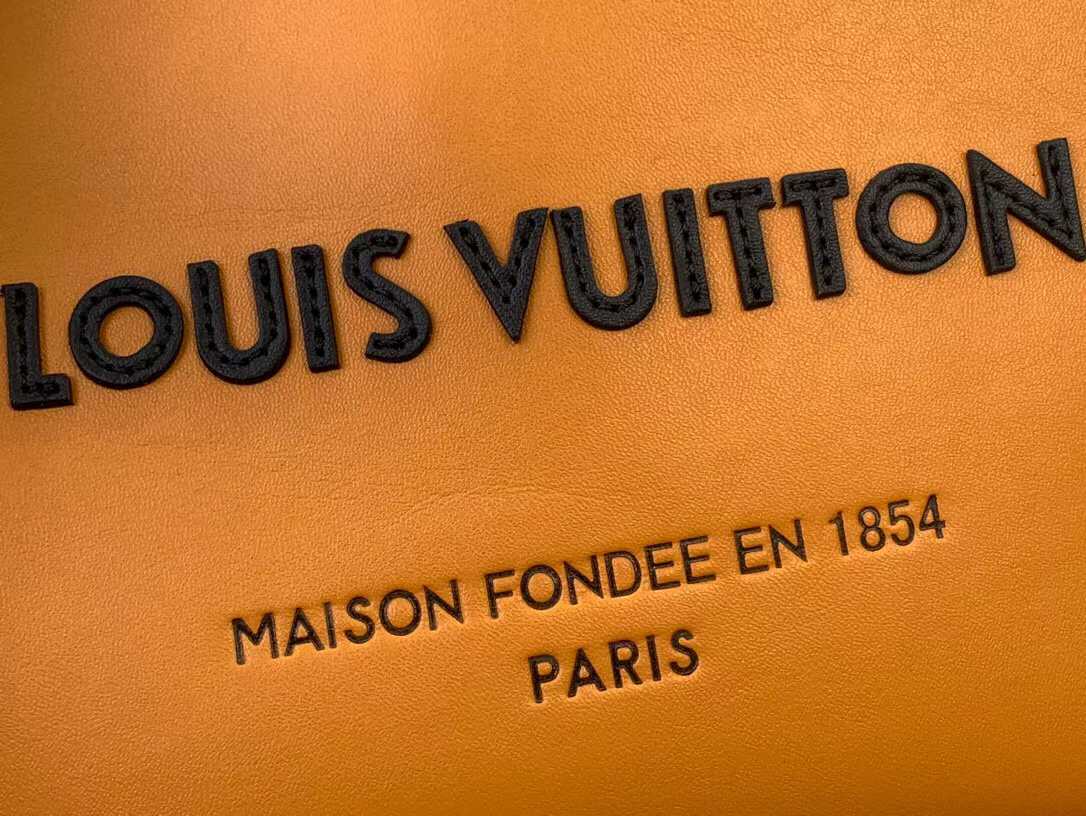 LOUIS VUITTON
MAISON FONDEE EN 1854
PARIS